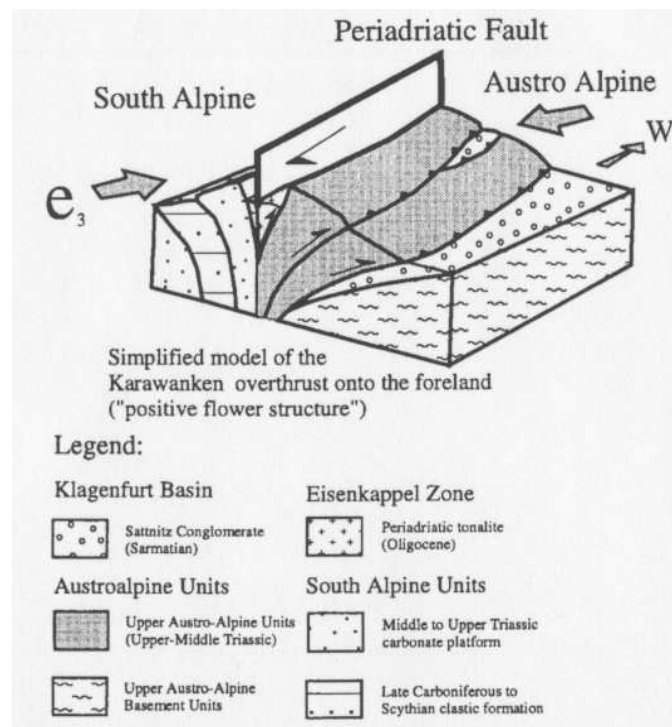 Periadriatic Fault
South Alpine
Austro Alpine
W
e3
Simplified model of the
Karawanken overthrust onto the foreland
("positive flower structure")
Legend:
Klagenfurt Basin
Sattnitz Conglomerate
(Sarmatian)
Eisenkappel Zone
Periadriatic tonalite
(Oligocene)
Austroalpine Units
Upper Austro-Alpine Units
(Upper-Middle Triassic)
Upper Austro-Alpine
Basement Units
South Alpine Units
Middle to Upper Triassic
carbonate platform
Late Carboniferous to
Scythian clastic formation